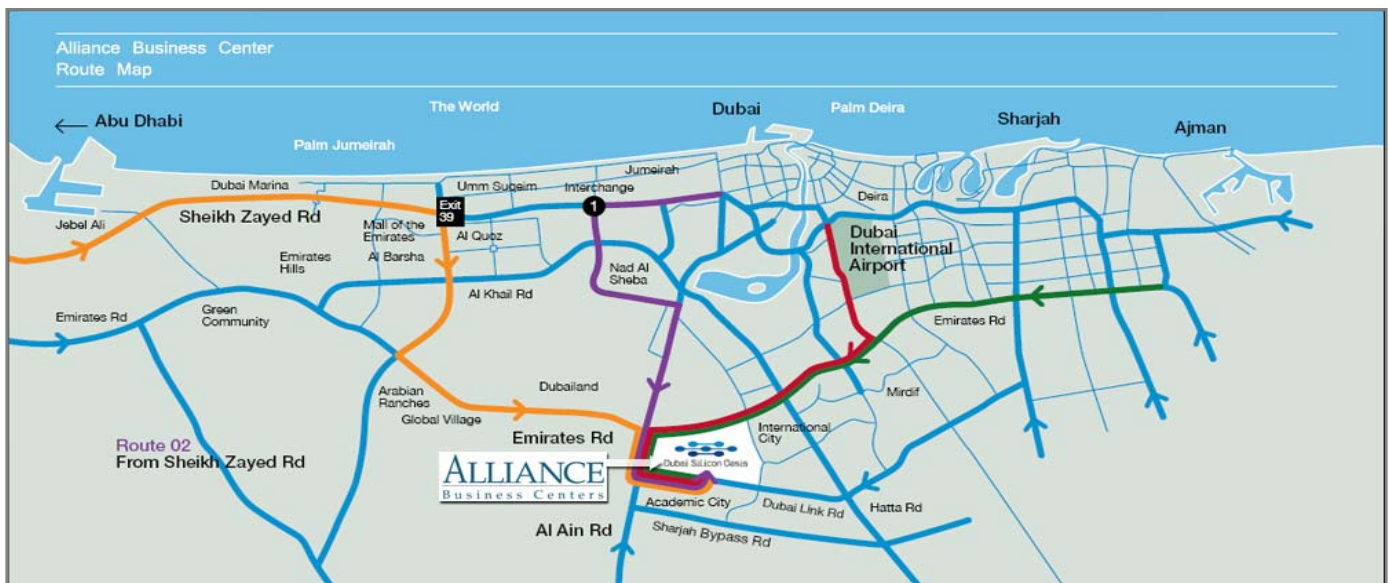 Alliance Business Center
Route Map
The World
Dubai
Palm Deira
Sharjah
Ajman
Abu Dhabi
Palm Jumeirah
Jumeirah
Dubai Marina
Umm Suqeim
Interchange
Deira
Sheikh Zayed Rd
Exit
39
1
Jebel Ali
Mall of the
Emirates
Al Quoz
Dubai
International
Airport
Emirates
Hills
Al Barsha
Nad Al
Sheba
Al Khail Rd
Emirates Rd
Green
Community
Emirates Rd
Arabian
Ranches
Dubailand
Mirdif
Global Village
International
City
Route 02
From Sheikh Zayed Rd
Emirates Rd
Dubai Silicon Oasis
ALLIANCE
Business Centers
Academic City
Dubai Link Rd
Hatta Rd
Al Ain Rd
Sharjah Bypass Rd